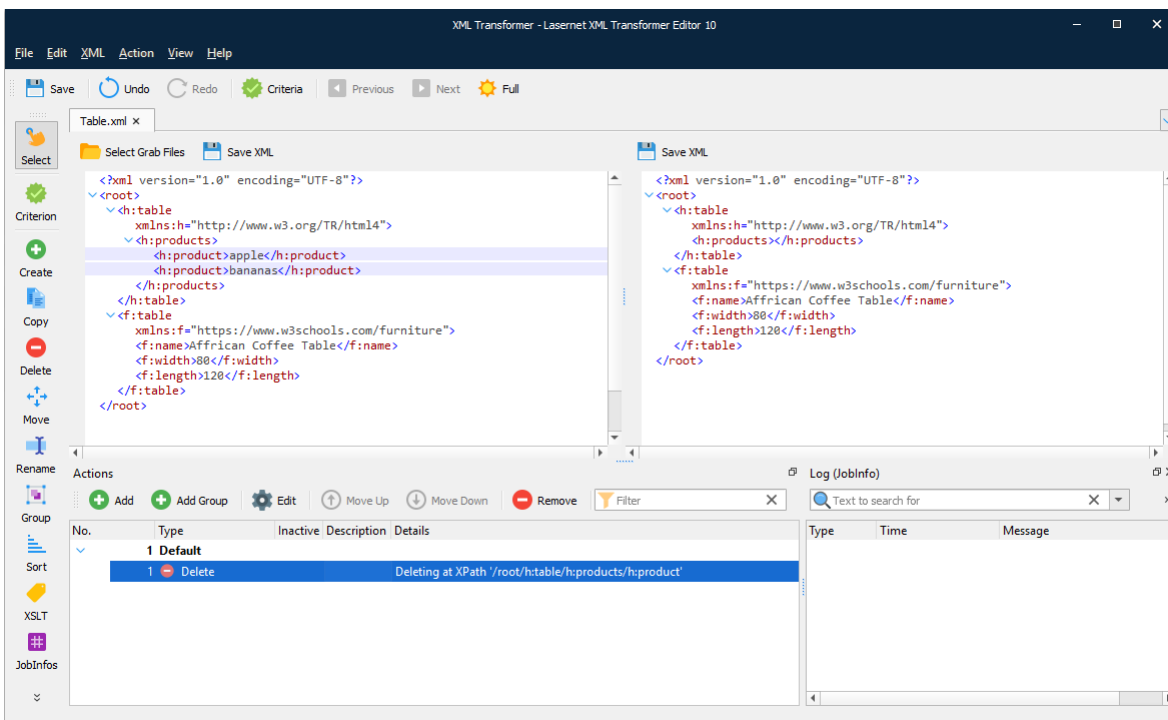 XML Transformer - Lasernet XML Transformer Editor 10
File Edit XML Action View Help
Save Undo Redo Criteria Previous Next Full
Table.xml
Select
Criterion
Create
Copy
Delete
Move
Rename
Group
Sort
XSLT
JobInfos
Select Grab Files Save XML
<?xml version="1.0" encoding="UTF-8"?>
<root>
<h:table
xmlns:h="http://www.w3.org/TR/html4">
<h:products>
<h:product>apple</h:product>
<h:product>bananas</h:product>
</h:products>
</h:table>
<f:table
xmlns:f="https://www.w3schools.com/furniture">
<f:name>Affrican Coffee Table</f:name>
<f:width>80</f:width>
<f:length>120</f:length>
</f:table>
</root>
Save XML
<?xml version="1.0" encoding="UTF-8"?>
<root>
<h:table
xmlns:h="http://www.w3.org/TR/html4">
<h:products></h:products>
</h:table>
<f:table
xmlns:f="https://www.w3schools.com/furniture">
<f:name>Affrican Coffee Table</f:name>
<f:width>80</f:width>
<f:length>120</f:length>
</f:table>
</root>
Actions
Add Add Group Edit Move Up Move Down Remove Filter
No. Type Inactive Description Details
1 Default
1 Delete Deleting at XPath '/root/h:table/h:products/h:product'
Log (JobInfo)
Text to search for
Type Time Message